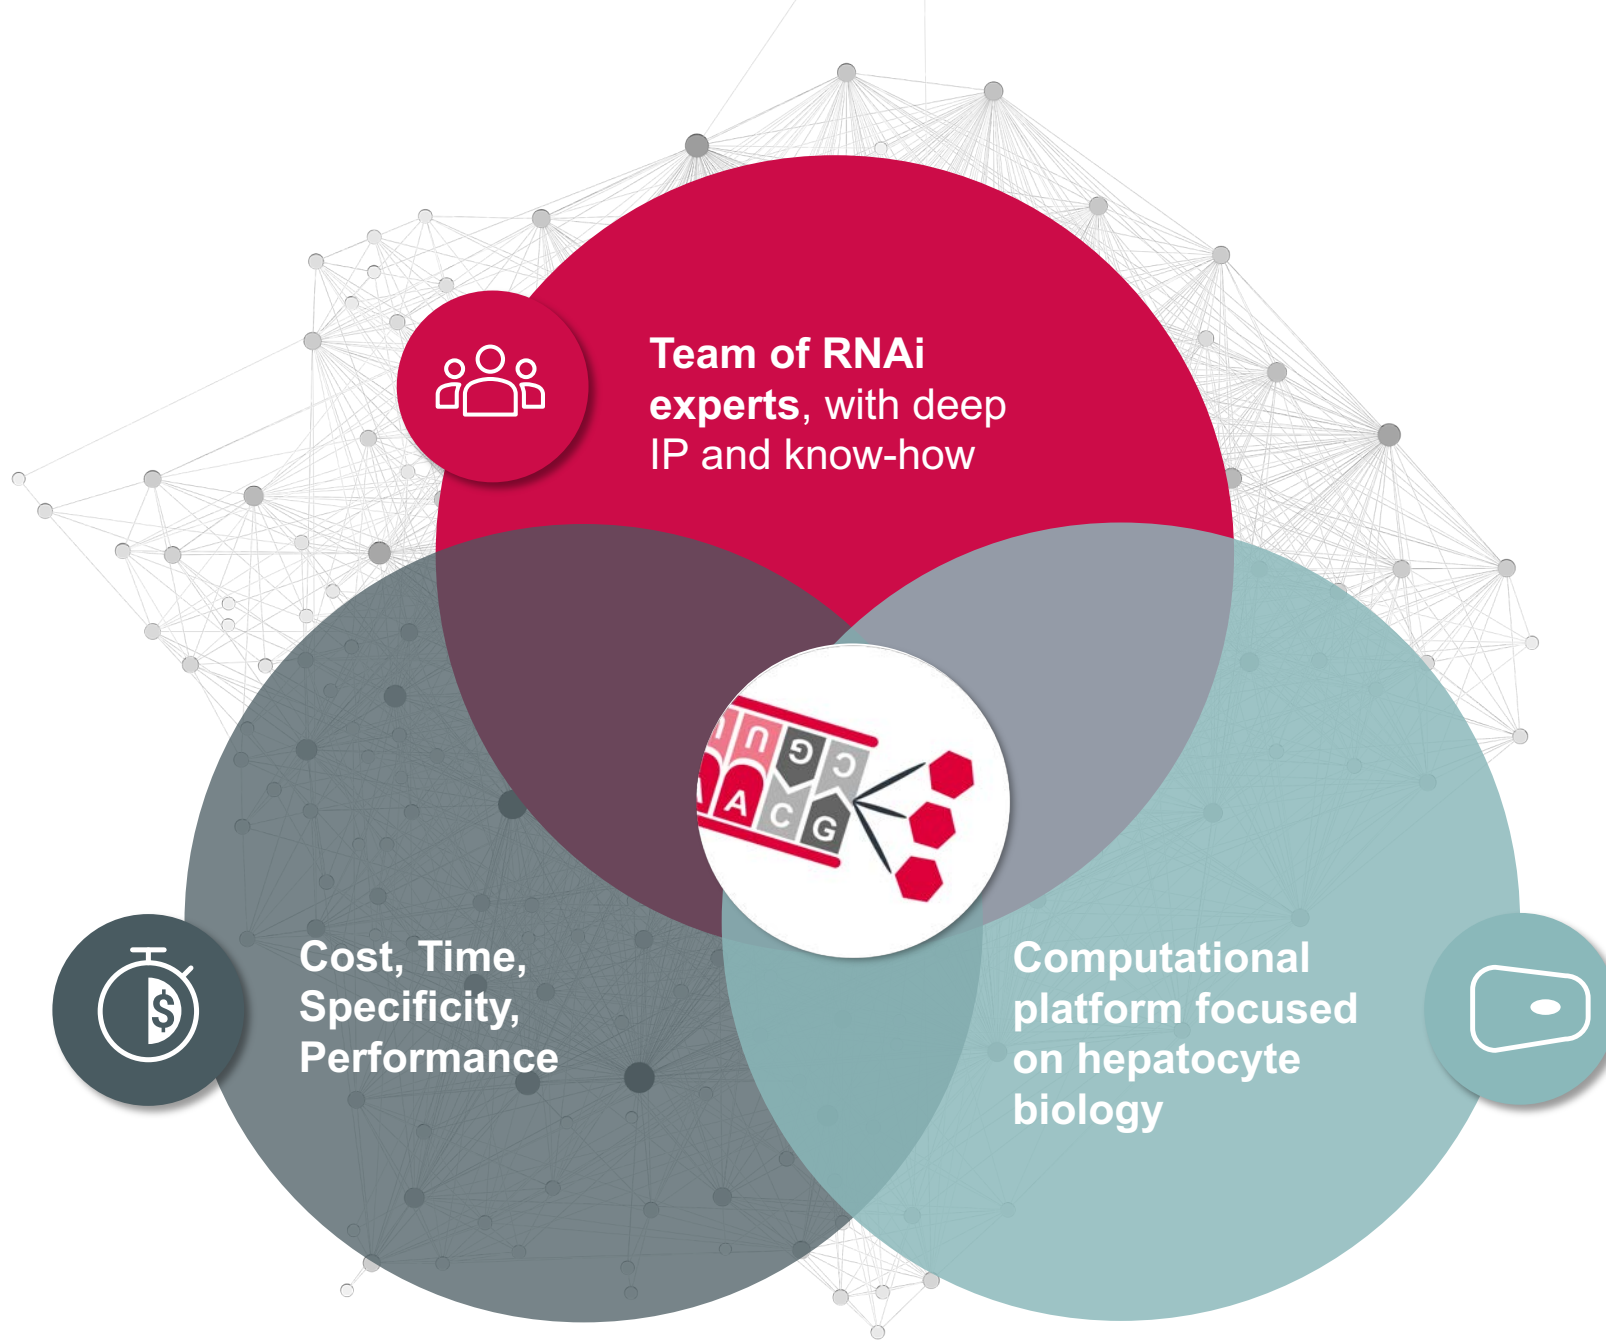 Team of RNAi
experts, with deep
IP and know-how
U G C
A C G
Cost, Time,
Specificity,
Performance
$
Computational
platform focused
on hepatocyte
biology